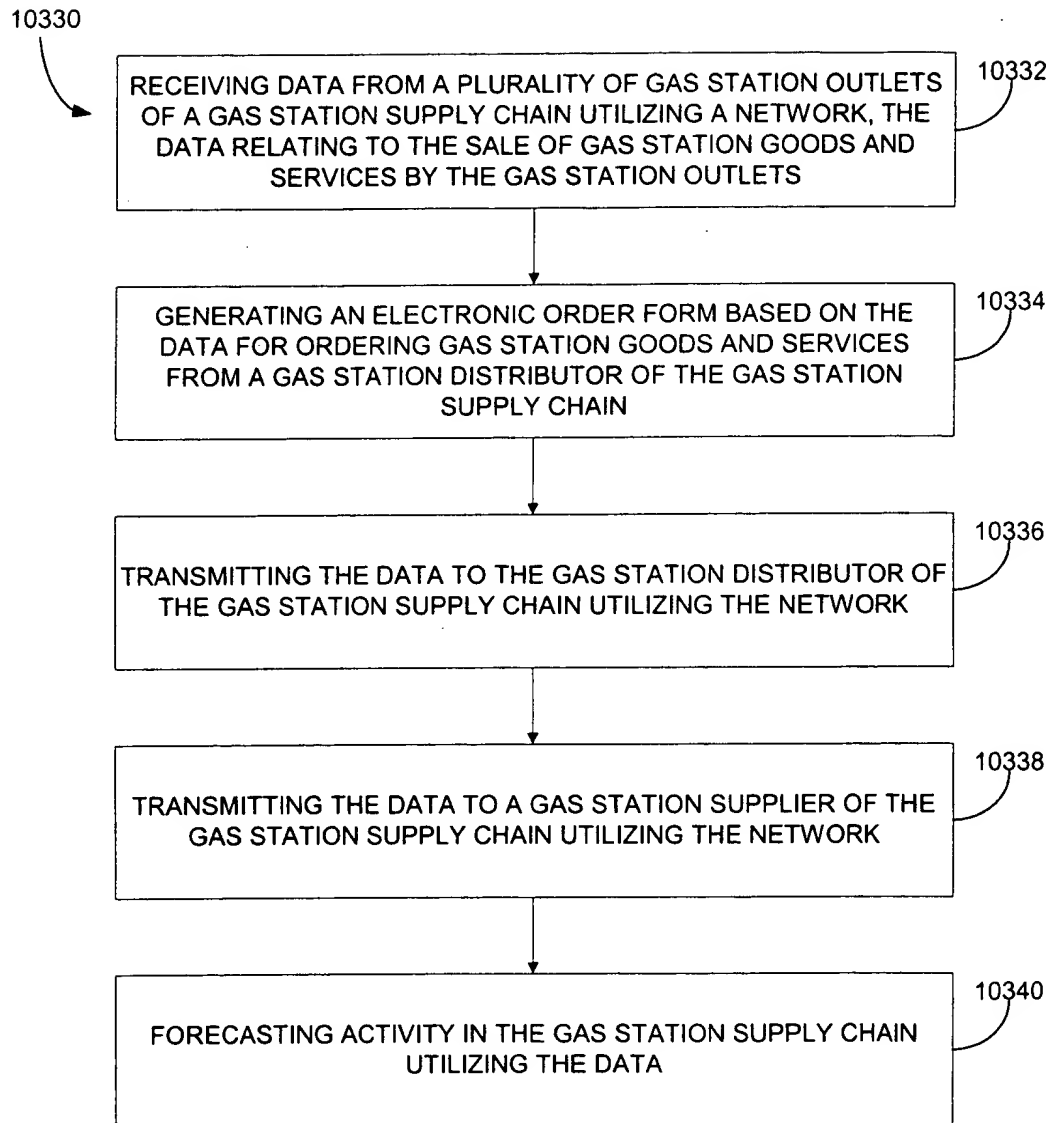 10330
RECEIVING DATA FROM A PLURALITY OF GAS STATION OUTLETS
OF A GAS STATION SUPPLY CHAIN UTILIZING A NETWORK, THE
DATA RELATING TO THE SALE OF GAS STATION GOODS AND
SERVICES BY THE GAS STATION OUTLETS
10332
GENERATING AN ELECTRONIC ORDER FORM BASED ON THE
DATA FOR ORDERING GAS STATION GOODS AND SERVICES
FROM A GAS STATION DISTRIBUTOR OF THE GAS STATION
SUPPLY CHAIN
10334
TRANSMITTING THE DATA TO THE GAS STATION DISTRIBUTOR OF
THE GAS STATION SUPPLY CHAIN UTILIZING THE NETWORK
10336
TRANSMITTING THE DATA TO A GAS STATION SUPPLIER OF THE
GAS STATION SUPPLY CHAIN UTILIZING THE NETWORK
10338
FORECASTING ACTIVITY IN THE GAS STATION SUPPLY CHAIN
UTILIZING THE DATA
10340